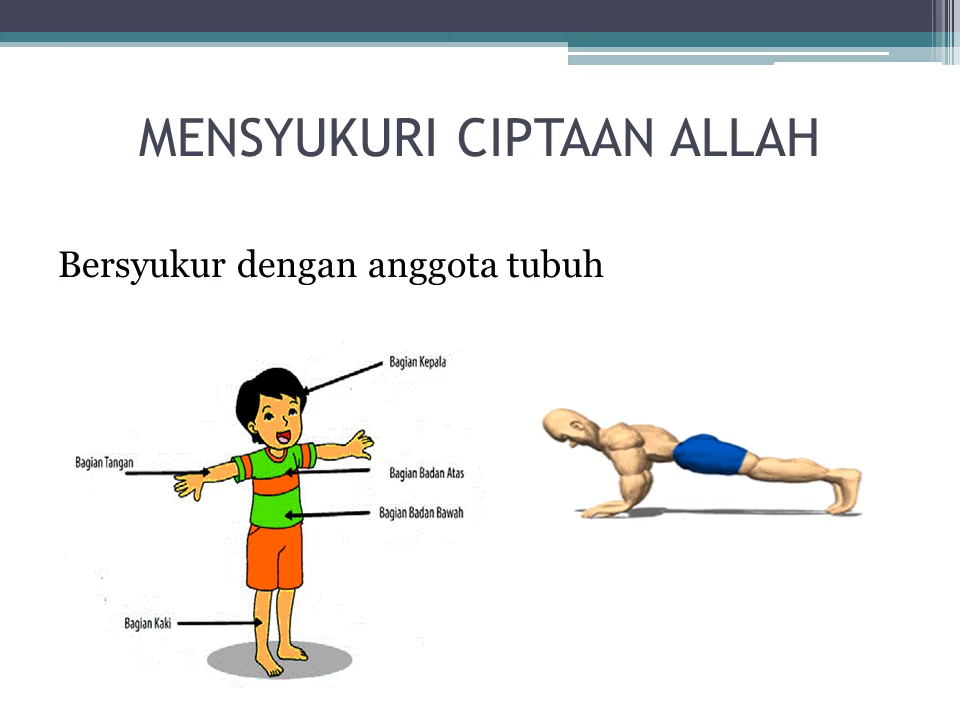 MENSYUKURI CIPTAAN ALLAH
Bersyukur dengan anggota tubuh
Bagian Kepala
Bagian Tangan
Bagian Badan Atas
Bagian Badan Bawah
Bagian Kaki